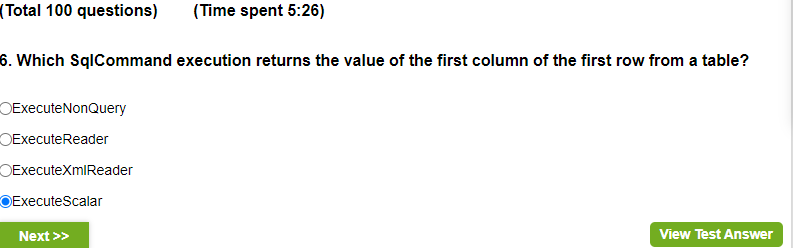 (Total 100 questions) (Time spent 5:26)
6. Which SqlCommand execution returns the value of the first column of the first row from a table?
ExecuteNonQuery
ExecuteReader
ExecuteXmlReader
ExecuteScalar
Next >> View Test Answer